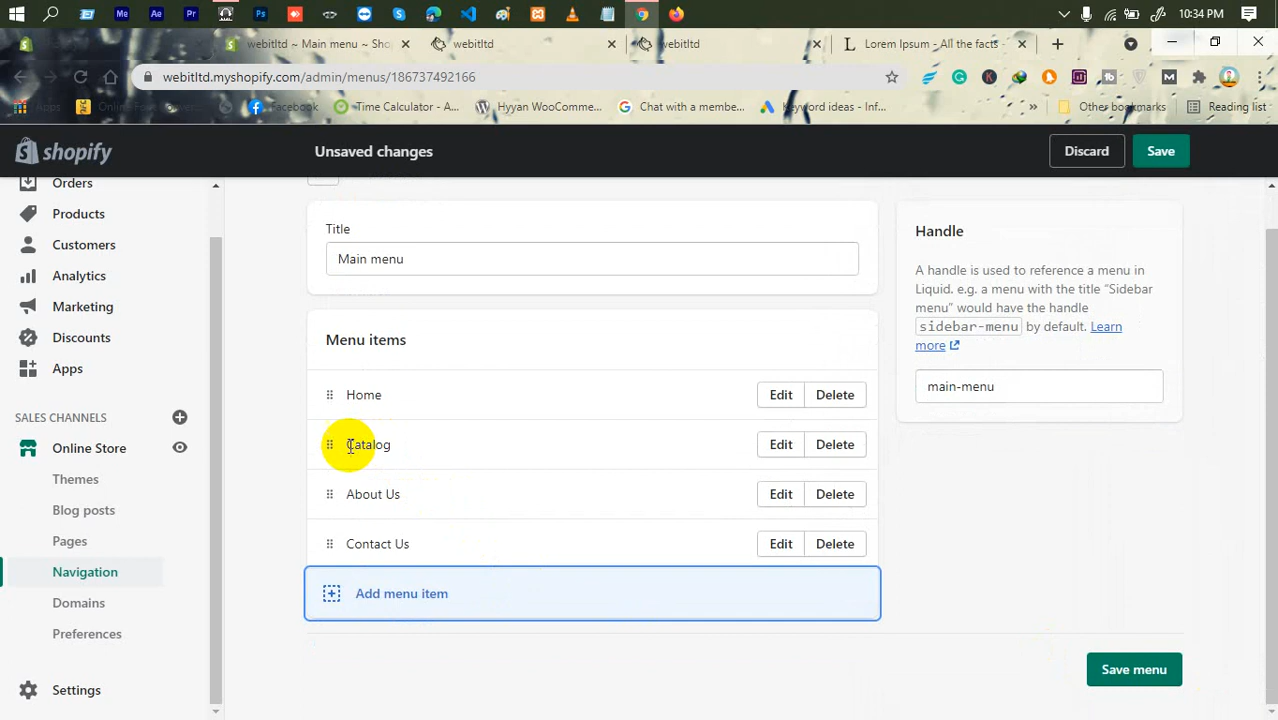 Me
Ae
Ps
10:34 PM
webitltd ~ Main menu ~ Sho
webitltd
webitltd
Lorem Ipsum - All the facts
webitltd.myshopify.com/admin/menus/186737492166
Apps
Facebook
Time Calculator - A...
Hyyan WooComme...
Chat with a membe...
Keyword ideas - Inf...
Other bookmarks
Reading list
shopify
Unsaved changes
Discard
Save
Orders
Products
Customers
Analytics
Marketing
Discounts
Apps
SALES CHANNELS
Online Store
Themes
Blog posts
Pages
Navigation
Domains
Preferences
Settings
Title
Main menu
Menu items
Home
Edit
Delete
Catalog
Edit
Delete
About Us
Edit
Delete
Contact Us
Edit
Delete
Add menu item
Handle
A handle is used to reference a menu in
Liquid. e.g. a menu with the title “Sidebar
menu” would have the handle
sidebar-menu by default. Learn
more
main-menu
Save menu